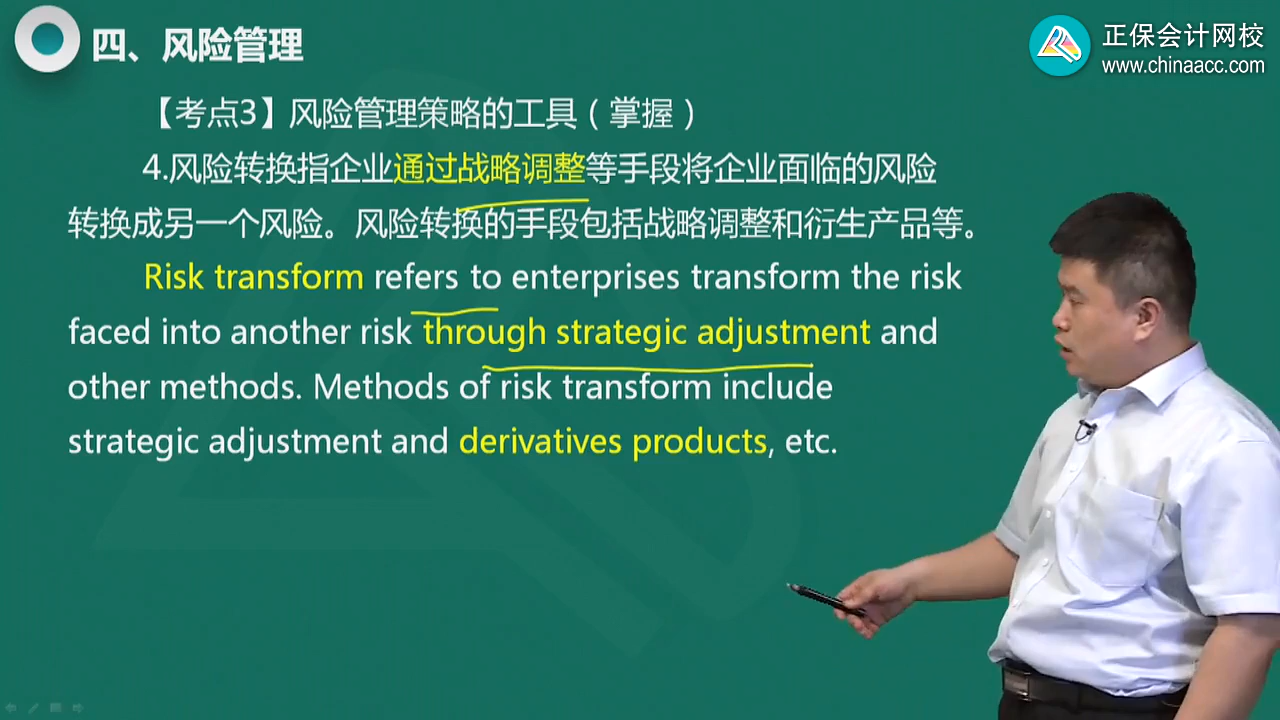 四、风险管理
正保会计网校
www.chinaacc.com
【考点3】风险管理策略的工具（掌握）
4.风险转换指企业通过战略调整等手段将企业面临的风险
转换成另一个风险。风险转换的手段包括战略调整和衍生产品等。
Risk transform refers to enterprises transform the risk
faced into another risk through strategic adjustment and
other methods. Methods of risk transform include
strategic adjustment and derivatives products, etc.